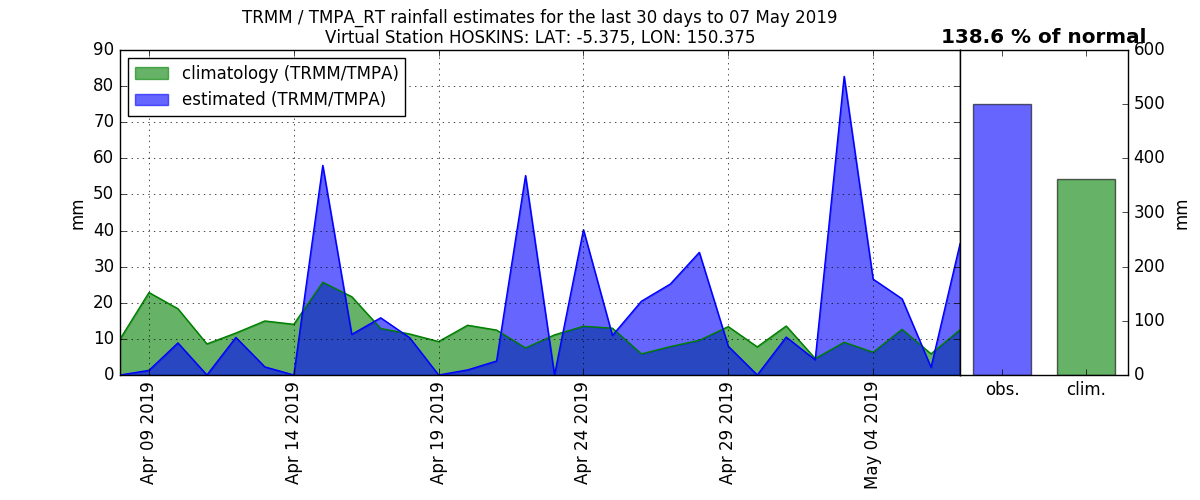 TRMM / TMPA_RT rainfall estimates for the last 30 days to 07 May 2019
Virtual Station HOSKINS: LAT: -5.375, LON: 150.375
138.6 % of normal
climatology (TRMM/TMPA)
estimated (TRMM/TMPA)
90
80
70
60
50
40
30
20
10
0
mm
Apr 09 2019
Apr 14 2019
Apr 19 2019
Apr 24 2019
Apr 29 2019
May 04 2019
600
500
400
300
200
100
0
mm
obs.
clim.